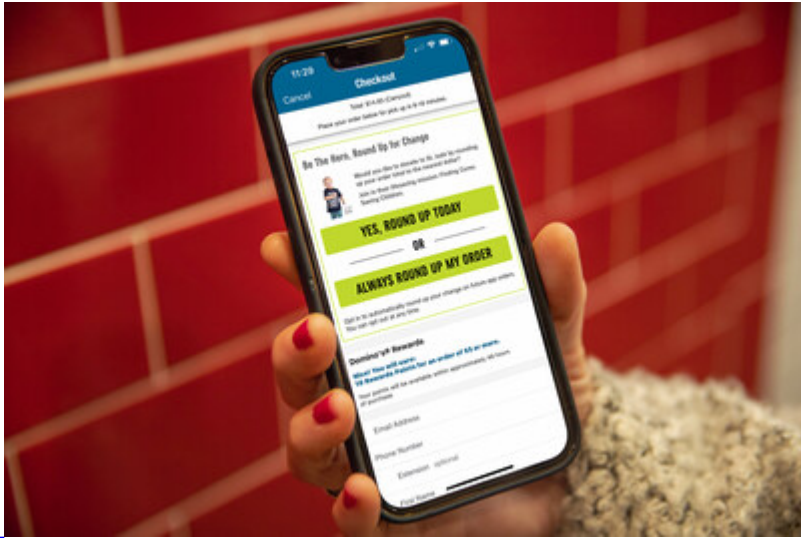 11:29
Cancel
Checkout
Total: $14.80 (Carryout)
Place your order below for pick up in 8-18 minutes.
Be The Hero, Round Up for Change
Would you like to donate to St. Jude by rounding
up your order total to the nearest dollar?
Join in their lifesaving mission: Finding Cures.
Saving Children.
YES, ROUND UP TODAY
OR
ALWAYS ROUND UP MY ORDER
Opt in to automatically round up your change on future app orders.
You can opt out at any time.
Domino's® Rewards
Nice! You will earn:
10 Rewards Points for an order of $5 or more.
Your points will be available within approximately 48 hours
of purchase.
Email Address
Phone Number
Extension optional
First Name